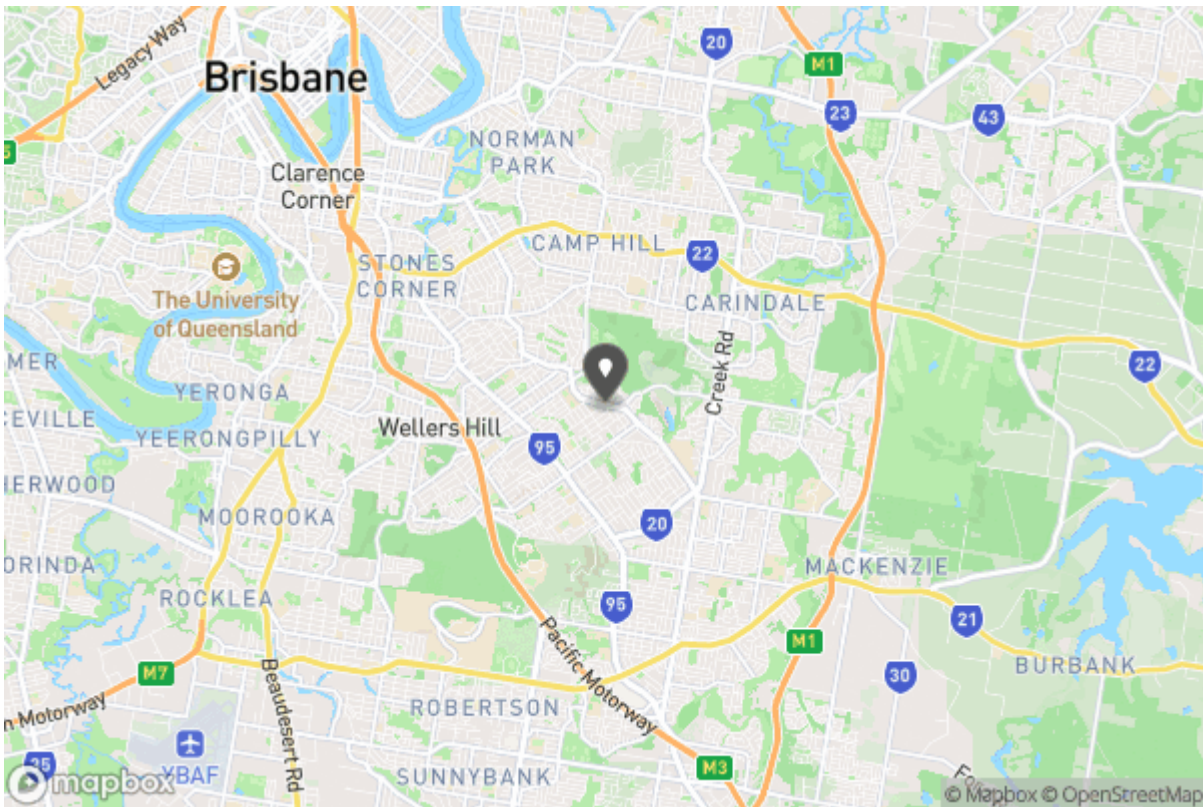 Legacy Way
20
M1
Brisbane
23
43
5
NORMAN
PARK
Clarence
Corner
CAMP HILL
22
STONES
CORNER
CARINDALE
The University
of Queensland
MER
22
YERONGA
Creek Rd
CEVILLE
Wellers Hill
YEERONGPILLY
95
HERWOOD
MOOROOKA
20
ORINDA
MACKENZIE
ROCKLEA
95
21
M1
Pacific Motorway
BURBANK
M7
30
Beaudesert Rd
ROBERTSON
n Motorway
YBAF
M3
SUNNYBANK
mapbox
© Mapbox © OpenStreetMap